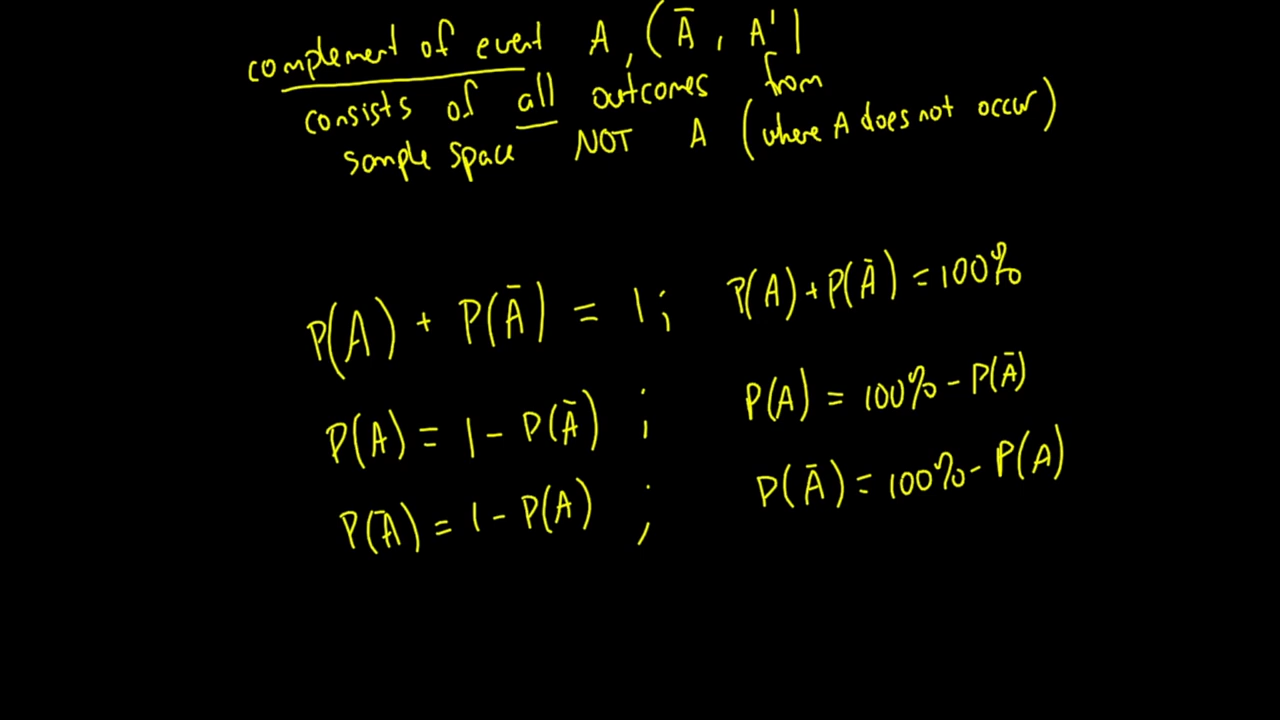 complement of event A, (Ā, A'|
consists of all outcomes from
sample space NOT A (where A does not occur)
P(A) + P(Ā) = 1; P(A)+P(Ā) = 100%
P(A) = 1 - P(Ā) ; P(A) = 100% - P(Ā)
P(Ā) = 1 - P(A) ; P(Ā) = 100% - P(A)